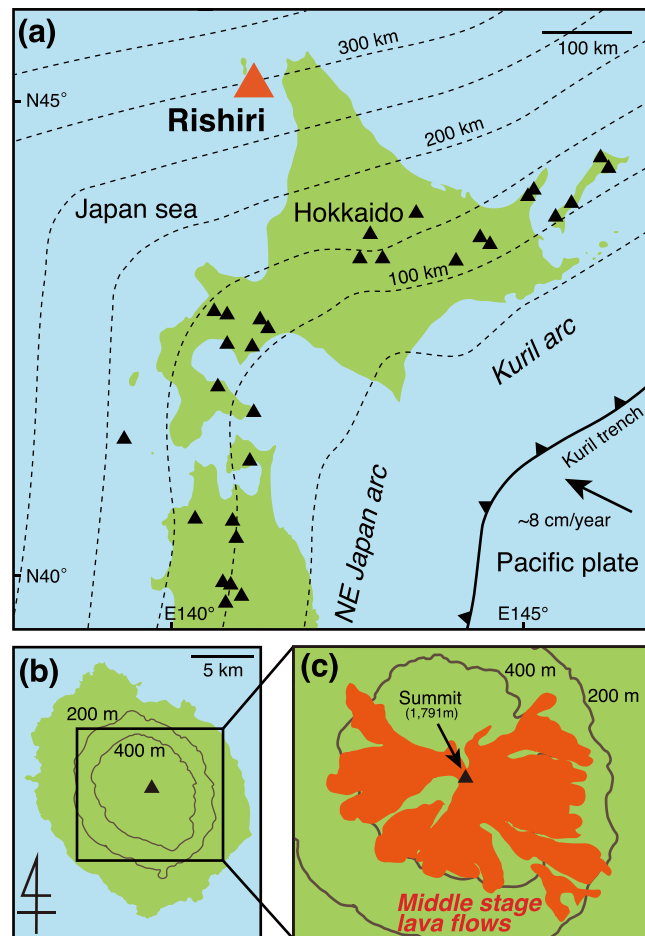 (a)
300 km
100 km
N45°
Rishiri
200 km
Japan sea
Hokkaido
100 km
Kuril arc
Kuril trench
NE Japan arc
~8 cm/year
Pacific plate
N40°
E140°
E145°
(b)
5 km
200 m
400 m
(c)
400 m
200 m
Summit
(1,791m)
Middle stage
lava flows